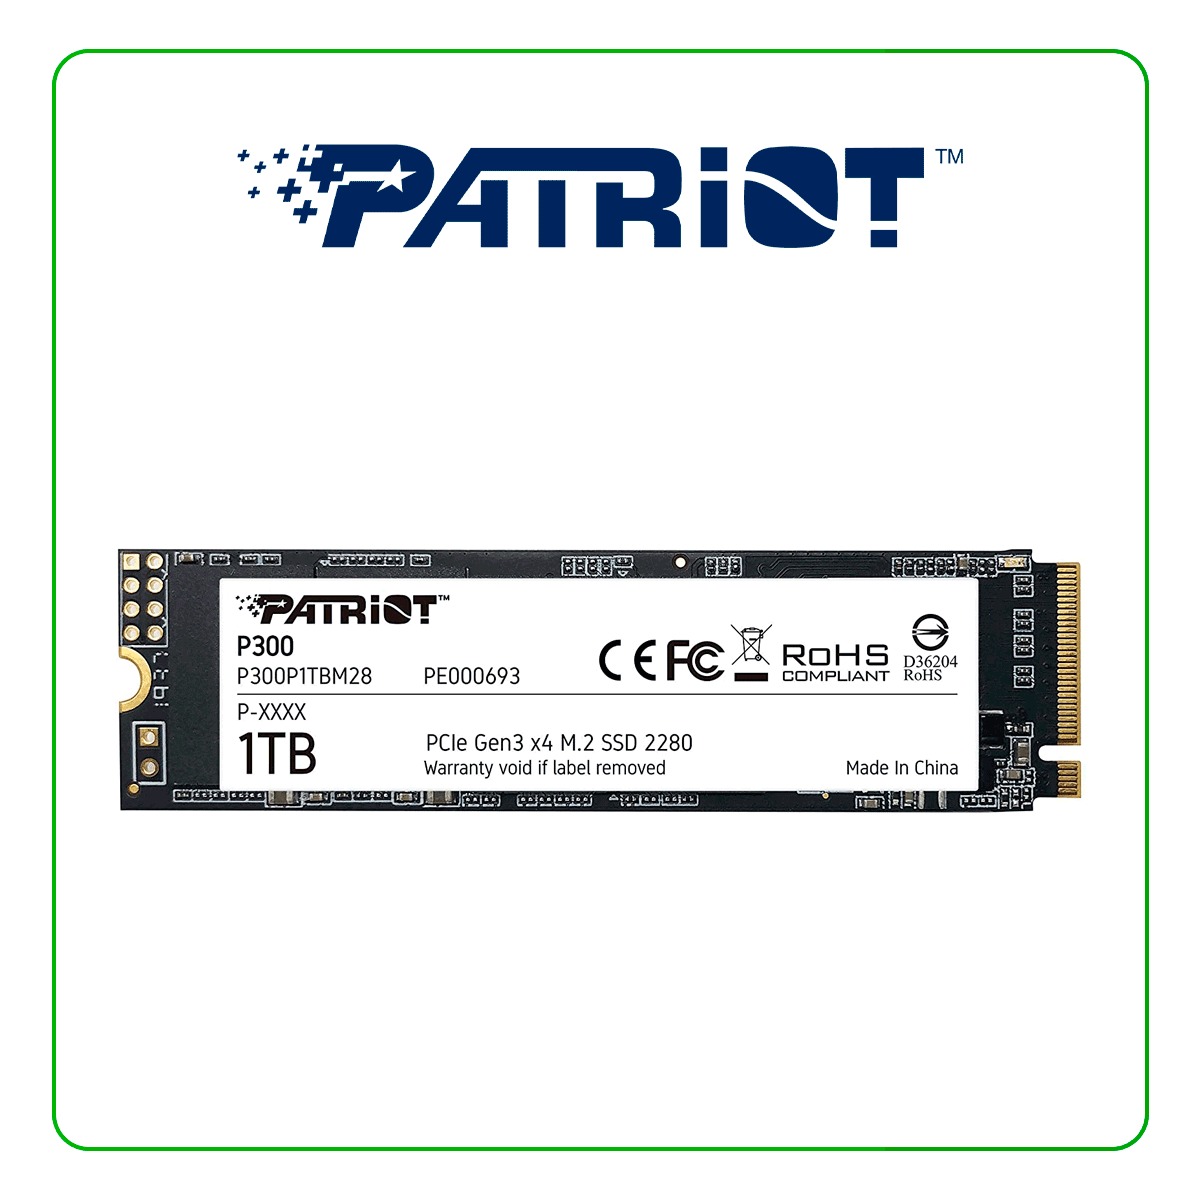 PATRIOT™
PATRIOT™
P300
P300P1TBM28 PE000693
CE FC RoHS COMPLIANT D36204 RoHS
P-XXXX
1TB PCIe Gen3 x4 M.2 SSD 2280
Warranty void if label removed Made In China